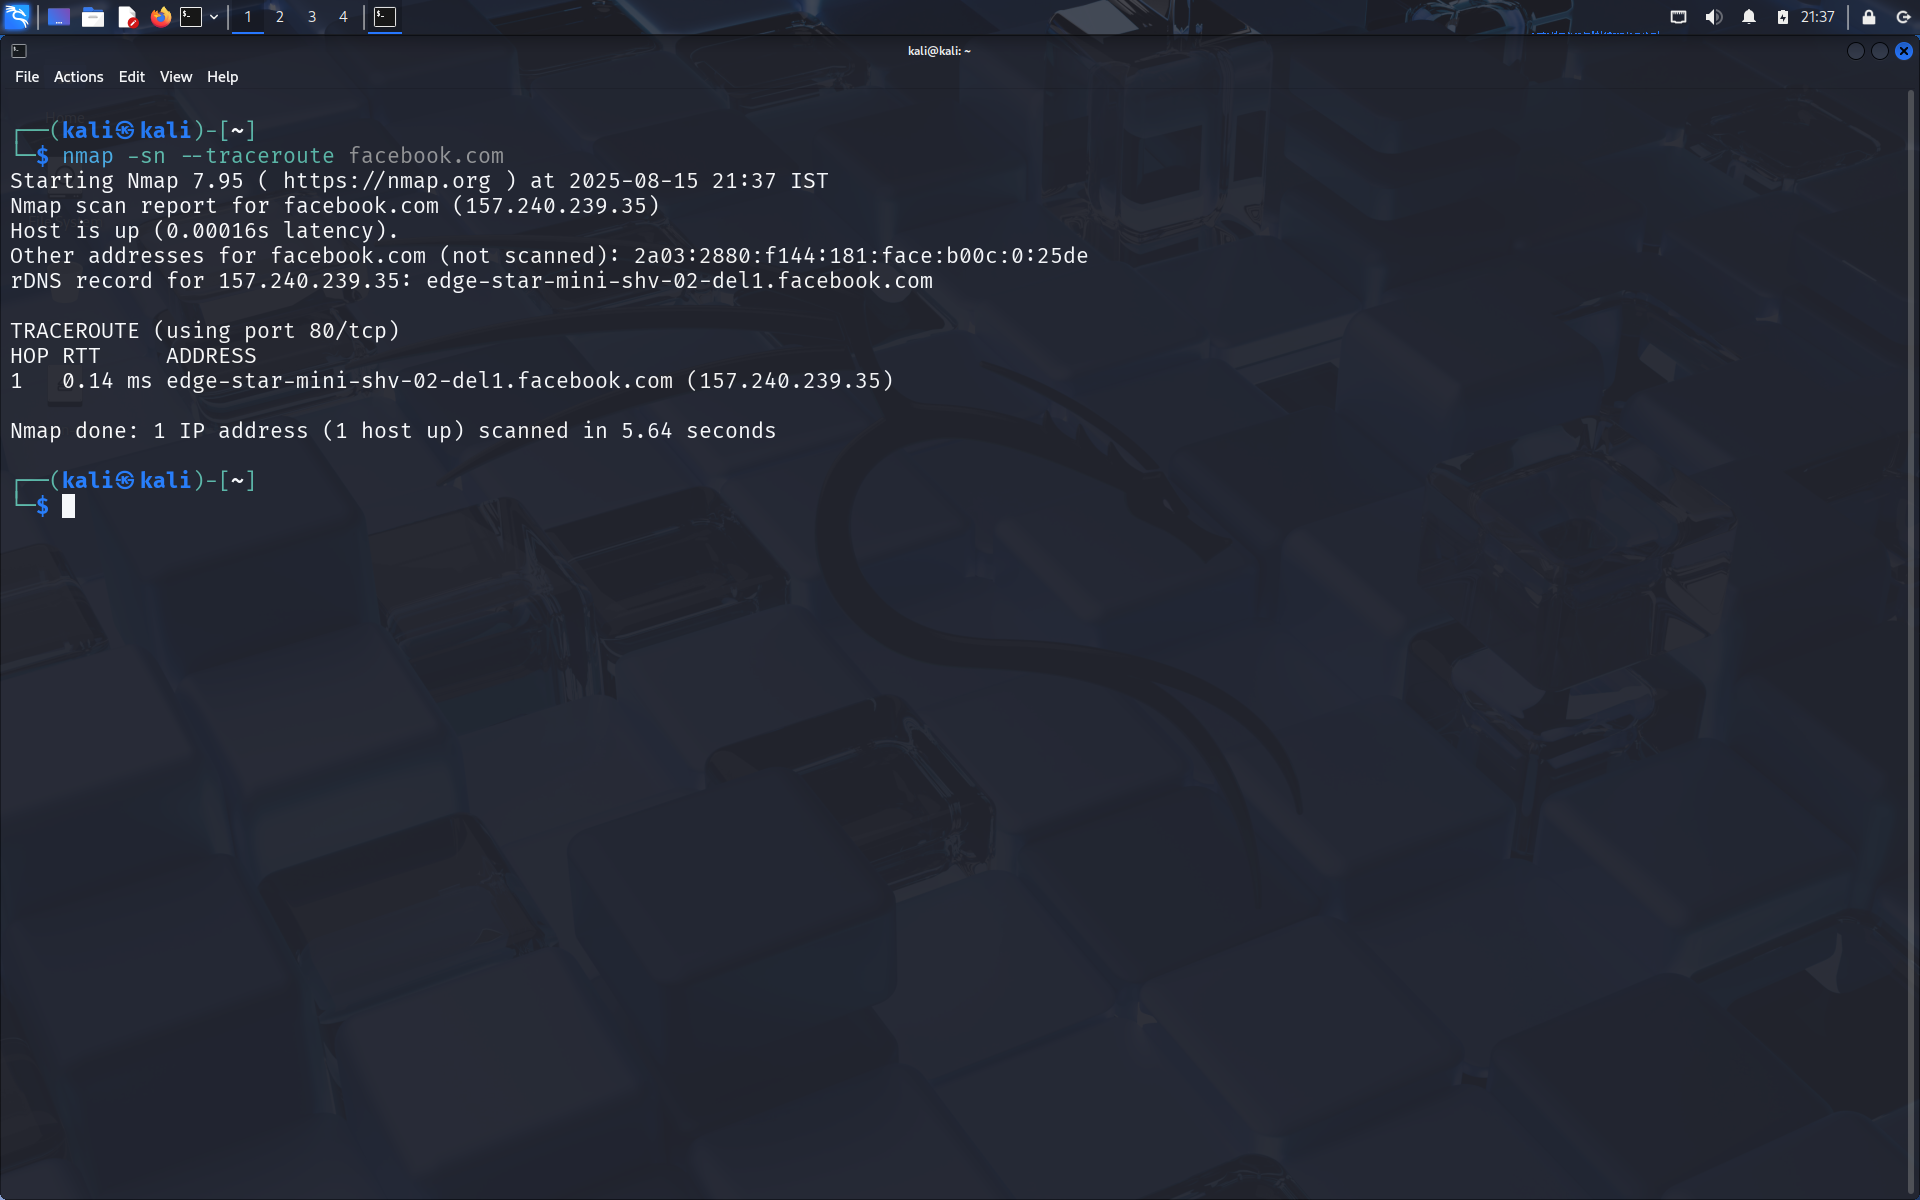 1 2 3 4 21:37
kali@kali: ~
File Actions Edit View Help
┌──(kali㉿kali)-[~]
└─$ nmap -sn --traceroute facebook.com
Starting Nmap 7.95 ( https://nmap.org ) at 2025-08-15 21:37 IST
Nmap scan report for facebook.com (157.240.239.35)
Host is up (0.00016s latency).
Other addresses for facebook.com (not scanned): 2a03:2880:f144:181:face:b00c:0:25de
rDNS record for 157.240.239.35: edge-star-mini-shv-02-del1.facebook.com
TRACEROUTE (using port 80/tcp)
HOP RTT     ADDRESS
1   0.14 ms edge-star-mini-shv-02-del1.facebook.com (157.240.239.35)
Nmap done: 1 IP address (1 host up) scanned in 5.64 seconds
┌──(kali㉿kali)-[~]
└─$